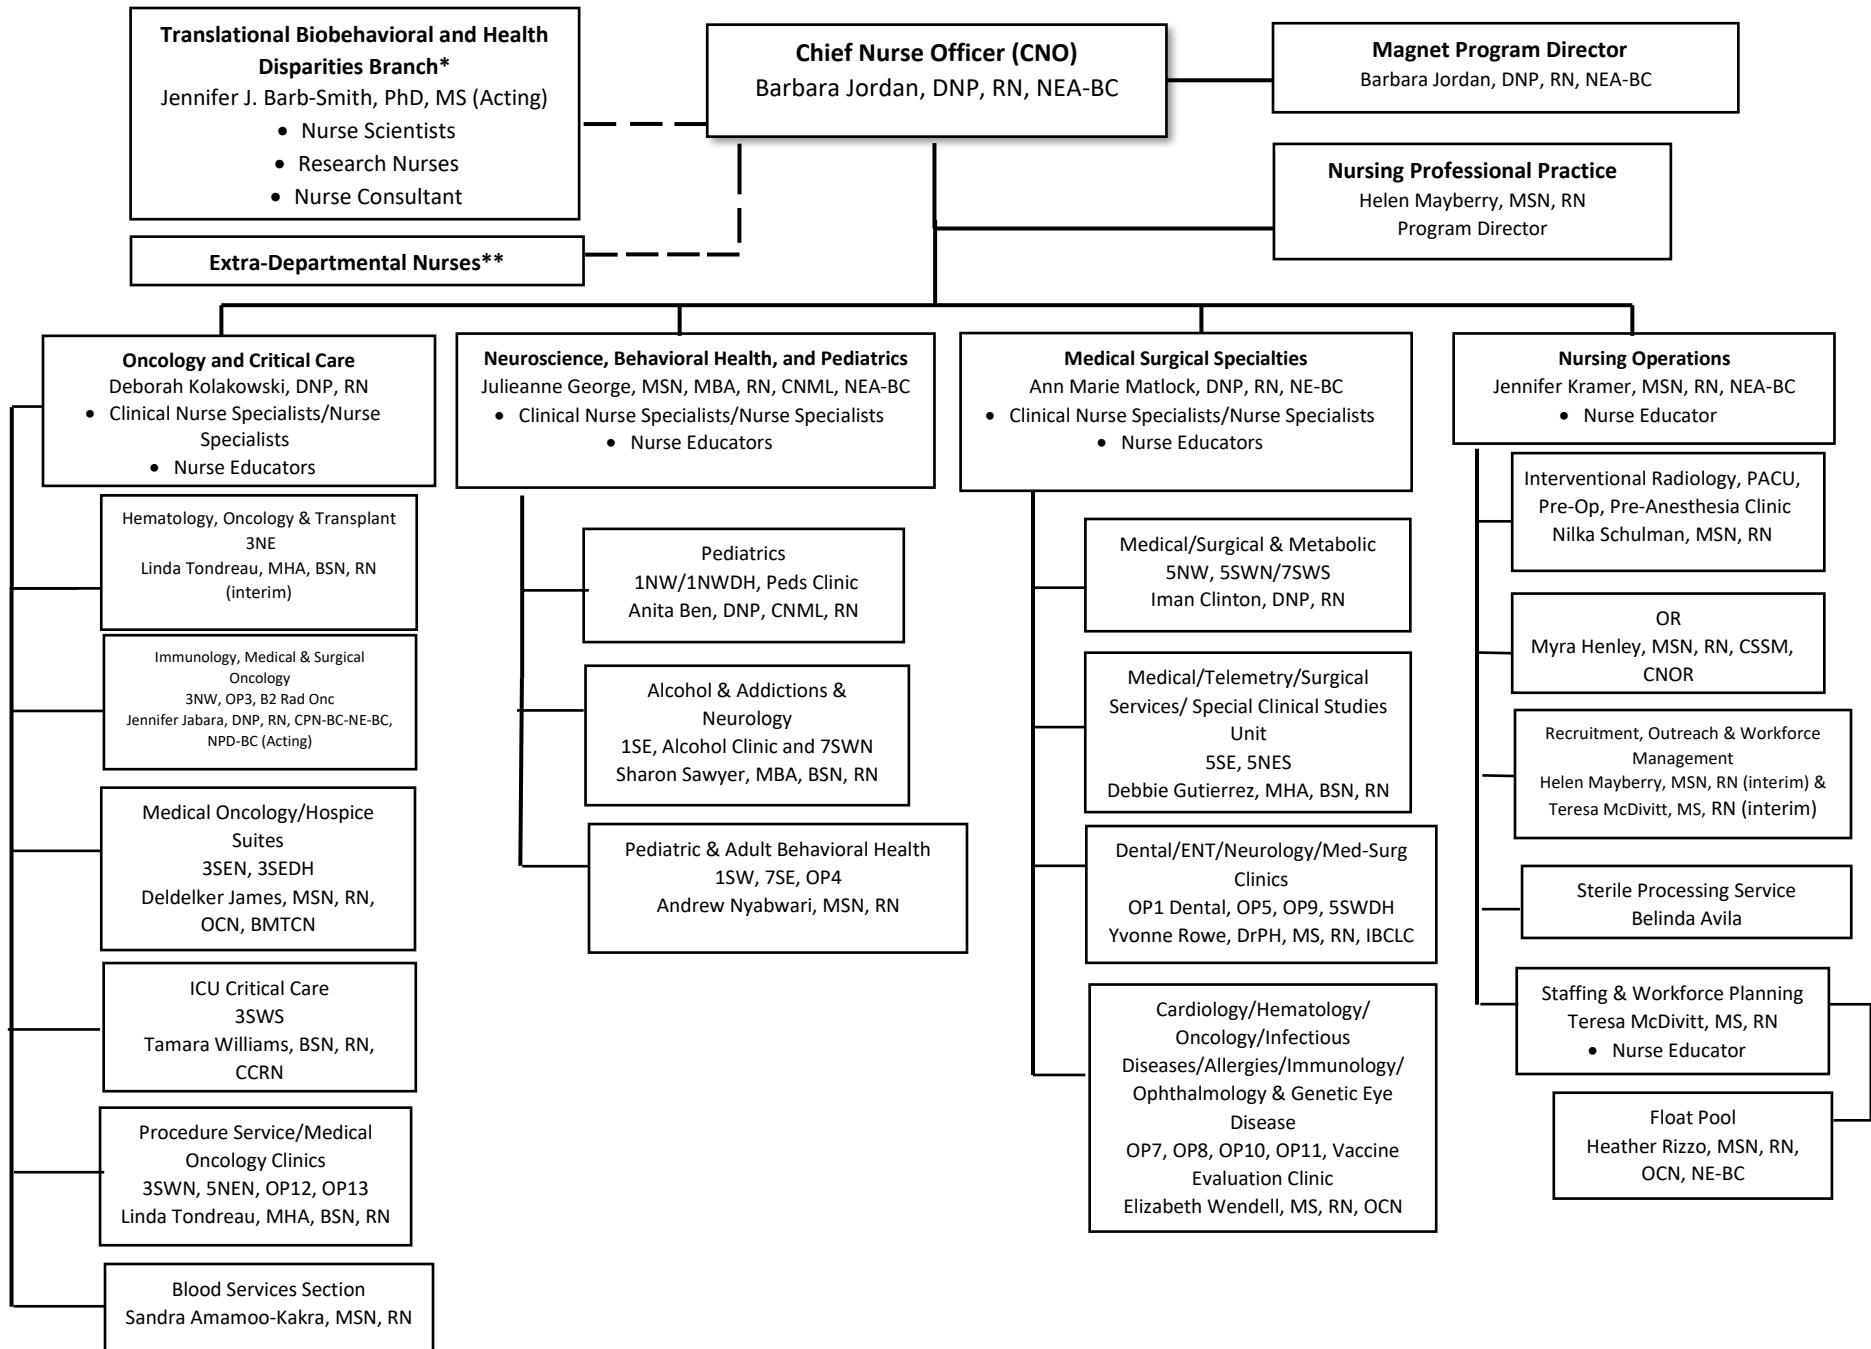 Translational Biobehavioral and Health
Disparities Branch*
Jennifer J. Barb-Smith, PhD, MS (Acting)
• Nurse Scientists
• Research Nurses
• Nurse Consultant
Extra-Departmental Nurses**
Chief Nurse Officer (CNO)
Barbara Jordan, DNP, RN, NEA-BC
Magnet Program Director
Barbara Jordan, DNP, RN, NEA-BC
Nursing Professional Practice
Helen Mayberry, MSN, RN
Program Director
Oncology and Critical Care
Deborah Kolakowski, DNP, RN
• Clinical Nurse Specialists/Nurse
Specialists
• Nurse Educators
Hematology, Oncology & Transplant
3NE
Linda Tondreau, MHA, BSN, RN
(interim)
Immunology, Medical & Surgical
Oncology
3NW, OP3, B2 Rad Onc
Jennifer Jabara, DNP, RN, CPN-BC-NE-BC,
NPD-BC (Acting)
Medical Oncology/Hospice
Suites
3SEN, 3SEDH
Deldelker James, MSN, RN,
OCN, BMTCN
ICU Critical Care
3SWS
Tamara Williams, BSN, RN,
CCRN
Procedure Service/Medical
Oncology Clinics
3SWN, 5NEN, OP12, OP13
Linda Tondreau, MHA, BSN, RN
Blood Services Section
Sandra Amamoo-Kakra, MSN, RN
Neuroscience, Behavioral Health, and Pediatrics
Julieanne George, MSN, MBA, RN, CNML, NEA-BC
• Clinical Nurse Specialists/Nurse Specialists
• Nurse Educators
Pediatrics
1NW/1NWDH, Peds Clinic
Anita Ben, DNP, CNML, RN
Alcohol & Addictions &
Neurology
1SE, Alcohol Clinic and 7SWN
Sharon Sawyer, MBA, BSN, RN
Pediatric & Adult Behavioral Health
1SW, 7SE, OP4
Andrew Nyabwari, MSN, RN
Medical Surgical Specialties
Ann Marie Matlock, DNP, RN, NE-BC
• Clinical Nurse Specialists/Nurse Specialists
• Nurse Educators
Medical/Surgical & Metabolic
5NW, 5SWN/7SWS
Iman Clinton, DNP, RN
Medical/Telemetry/Surgical
Services/ Special Clinical Studies
Unit
5SE, 5NES
Debbie Gutierrez, MHA, BSN, RN
Dental/ENT/Neurology/Med-Surg
Clinics
OP1 Dental, OP5, OP9, 5SWDH
Yvonne Rowe, DrPH, MS, RN, IBCLC
Cardiology/Hematology/
Oncology/Infectious
Diseases/Allergies/Immunology/
Ophthalmology & Genetic Eye
Disease
OP7, OP8, OP10, OP11, Vaccine
Evaluation Clinic
Elizabeth Wendell, MS, RN, OCN
Nursing Operations
Jennifer Kramer, MSN, RN, NEA-BC
• Nurse Educator
Interventional Radiology, PACU,
Pre-Op, Pre-Anesthesia Clinic
Nilka Schulman, MSN, RN
OR
Myra Henley, MSN, RN, CSSM,
CNOR
Recruitment, Outreach & Workforce
Management
Helen Mayberry, MSN, RN (interim) &
Teresa McDivitt, MS, RN (interim)
Sterile Processing Service
Belinda Avila
Staffing & Workforce Planning
Teresa McDivitt, MS, RN
• Nurse Educator
Float Pool
Heather Rizzo, MSN, RN,
OCN, NE-BC